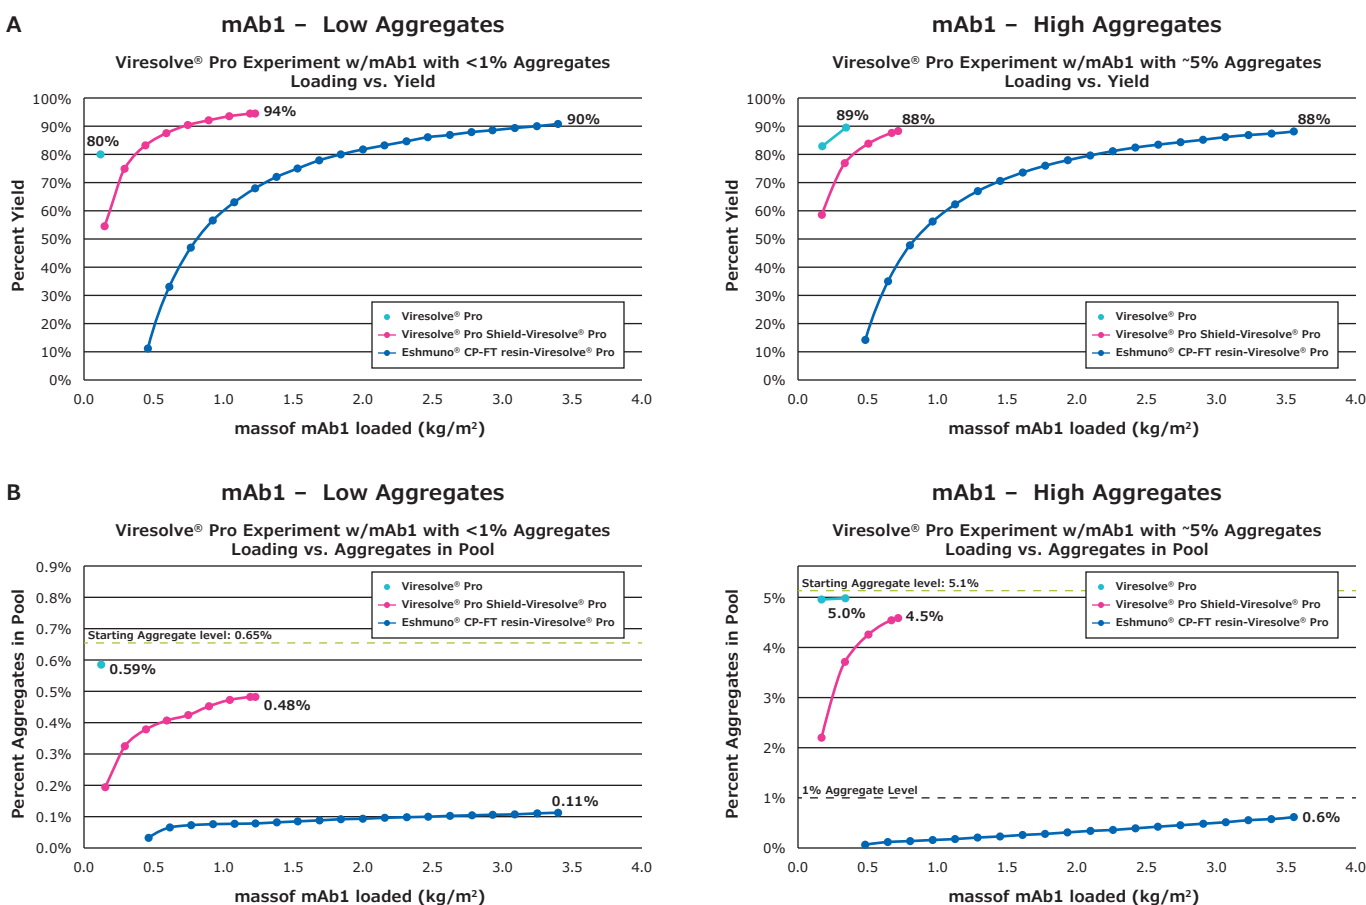 A
mAb1 – Low Aggregates
Viresolve® Pro Experiment w/mAb1 with <1% Aggregates
Loading vs. Yield
Percent Yield
100%
90%
80%
70%
60%
50%
40%
30%
20%
10%
0%
80%
94%
90%
Viresolve® Pro
Viresolve® Pro Shield-Viresolve® Pro
Eshmuno® CP-FT resin-Viresolve® Pro
0.0 0.5 1.0 1.5 2.0 2.5 3.0 3.5 4.0
massof mAb1 loaded (kg/m²)
mAb1 – High Aggregates
Viresolve® Pro Experiment w/mAb1 with ~5% Aggregates
Loading vs. Yield
Percent Yield
100%
90%
80%
70%
60%
50%
40%
30%
20%
10%
0%
89%
88%
88%
Viresolve® Pro
Viresolve® Pro Shield-Viresolve® Pro
Eshmuno® CP-FT resin-Viresolve® Pro
0.0 0.5 1.0 1.5 2.0 2.5 3.0 3.5 4.0
massof mAb1 loaded (kg/m²)
B
mAb1 – Low Aggregates
Viresolve® Pro Experiment w/mAb1 with <1% Aggregates
Loading vs. Aggregates in Pool
Percent Aggregates in Pool
0.9%
0.8%
0.7%
0.6%
0.5%
0.4%
0.3%
0.2%
0.1%
0.0%
Viresolve® Pro
Viresolve® Pro Shield-Viresolve® Pro
Eshmuno® CP-FT resin-Viresolve® Pro
Starting Aggregate level: 0.65%
0.59%
0.48%
0.11%
0.0 0.5 1.0 1.5 2.0 2.5 3.0 3.5 4.0
massof mAb1 loaded (kg/m²)
mAb1 – High Aggregates
Viresolve® Pro Experiment w/mAb1 with ~5% Aggregates
Loading vs. Aggregates in Pool
Percent Aggregates in Pool
5%
4%
3%
2%
1%
0%
Starting Aggregate level: 5.1%
Viresolve® Pro
Viresolve® Pro Shield-Viresolve® Pro
Eshmuno® CP-FT resin-Viresolve® Pro
5.0%
4.5%
1% Aggregate Level
0.6%
0.0 0.5 1.0 1.5 2.0 2.5 3.0 3.5 4.0
massof mAb1 loaded (kg/m²)